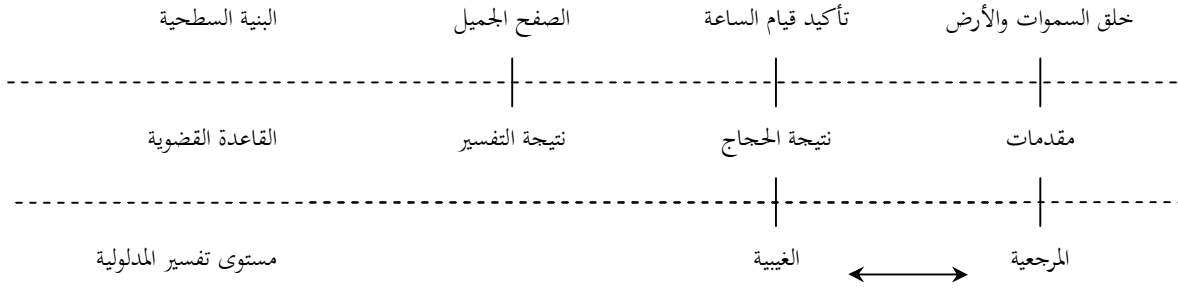 خلق السموات والأرض تأكيد قيام الساعة الصفح الجميل البنية السطحية
مقدمات نتيجة الحجاج نتيجة التفسير القاعدة القضوية
المرجعية الغيبية مستوى تفسير المدلولية